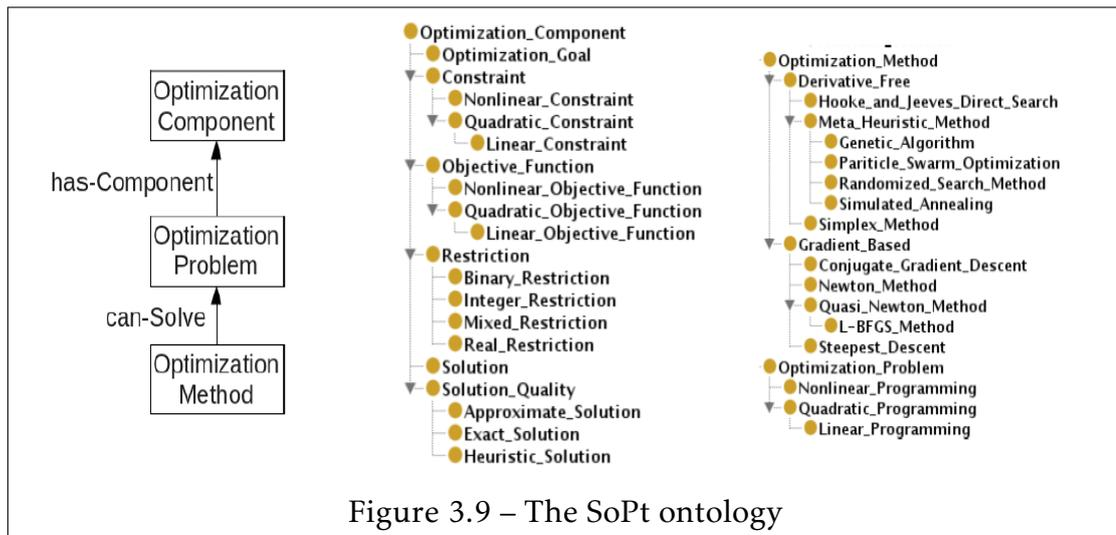 Optimization
Component
has-Component
Optimization
Problem
can-Solve
Optimization
Method
Optimization_Component
Optimization_Goal
Constraint
Nonlinear_Constraint
Quadratic_Constraint
Linear_Constraint
Objective_Function
Nonlinear_Objective_Function
Quadratic_Objective_Function
Linear_Objective_Function
Restriction
Binary_Restriction
Integer_Restriction
Mixed_Restriction
Real_Restriction
Solution
Solution_Quality
Approximate_Solution
Exact_Solution
Heuristic_Solution
Optimization_Method
Derivative_Free
Hooke_and_Jeeves_Direct_Search
Meta_Heuristic_Method
Genetic_Algorithm
Pariticle_Swarm_Optimization
Randomized_Search_Method
Simulated_Annealing
Simplex_Method
Gradient_Based
Conjugate_Gradient_Descent
Newton_Method
Quasi_Newton_Method
L-BFGS_Method
Steepest_Descent
Optimization_Problem
Nonlinear_Programming
Quadratic_Programming
Linear_Programming
Figure 3.9 – The SoPt ontology